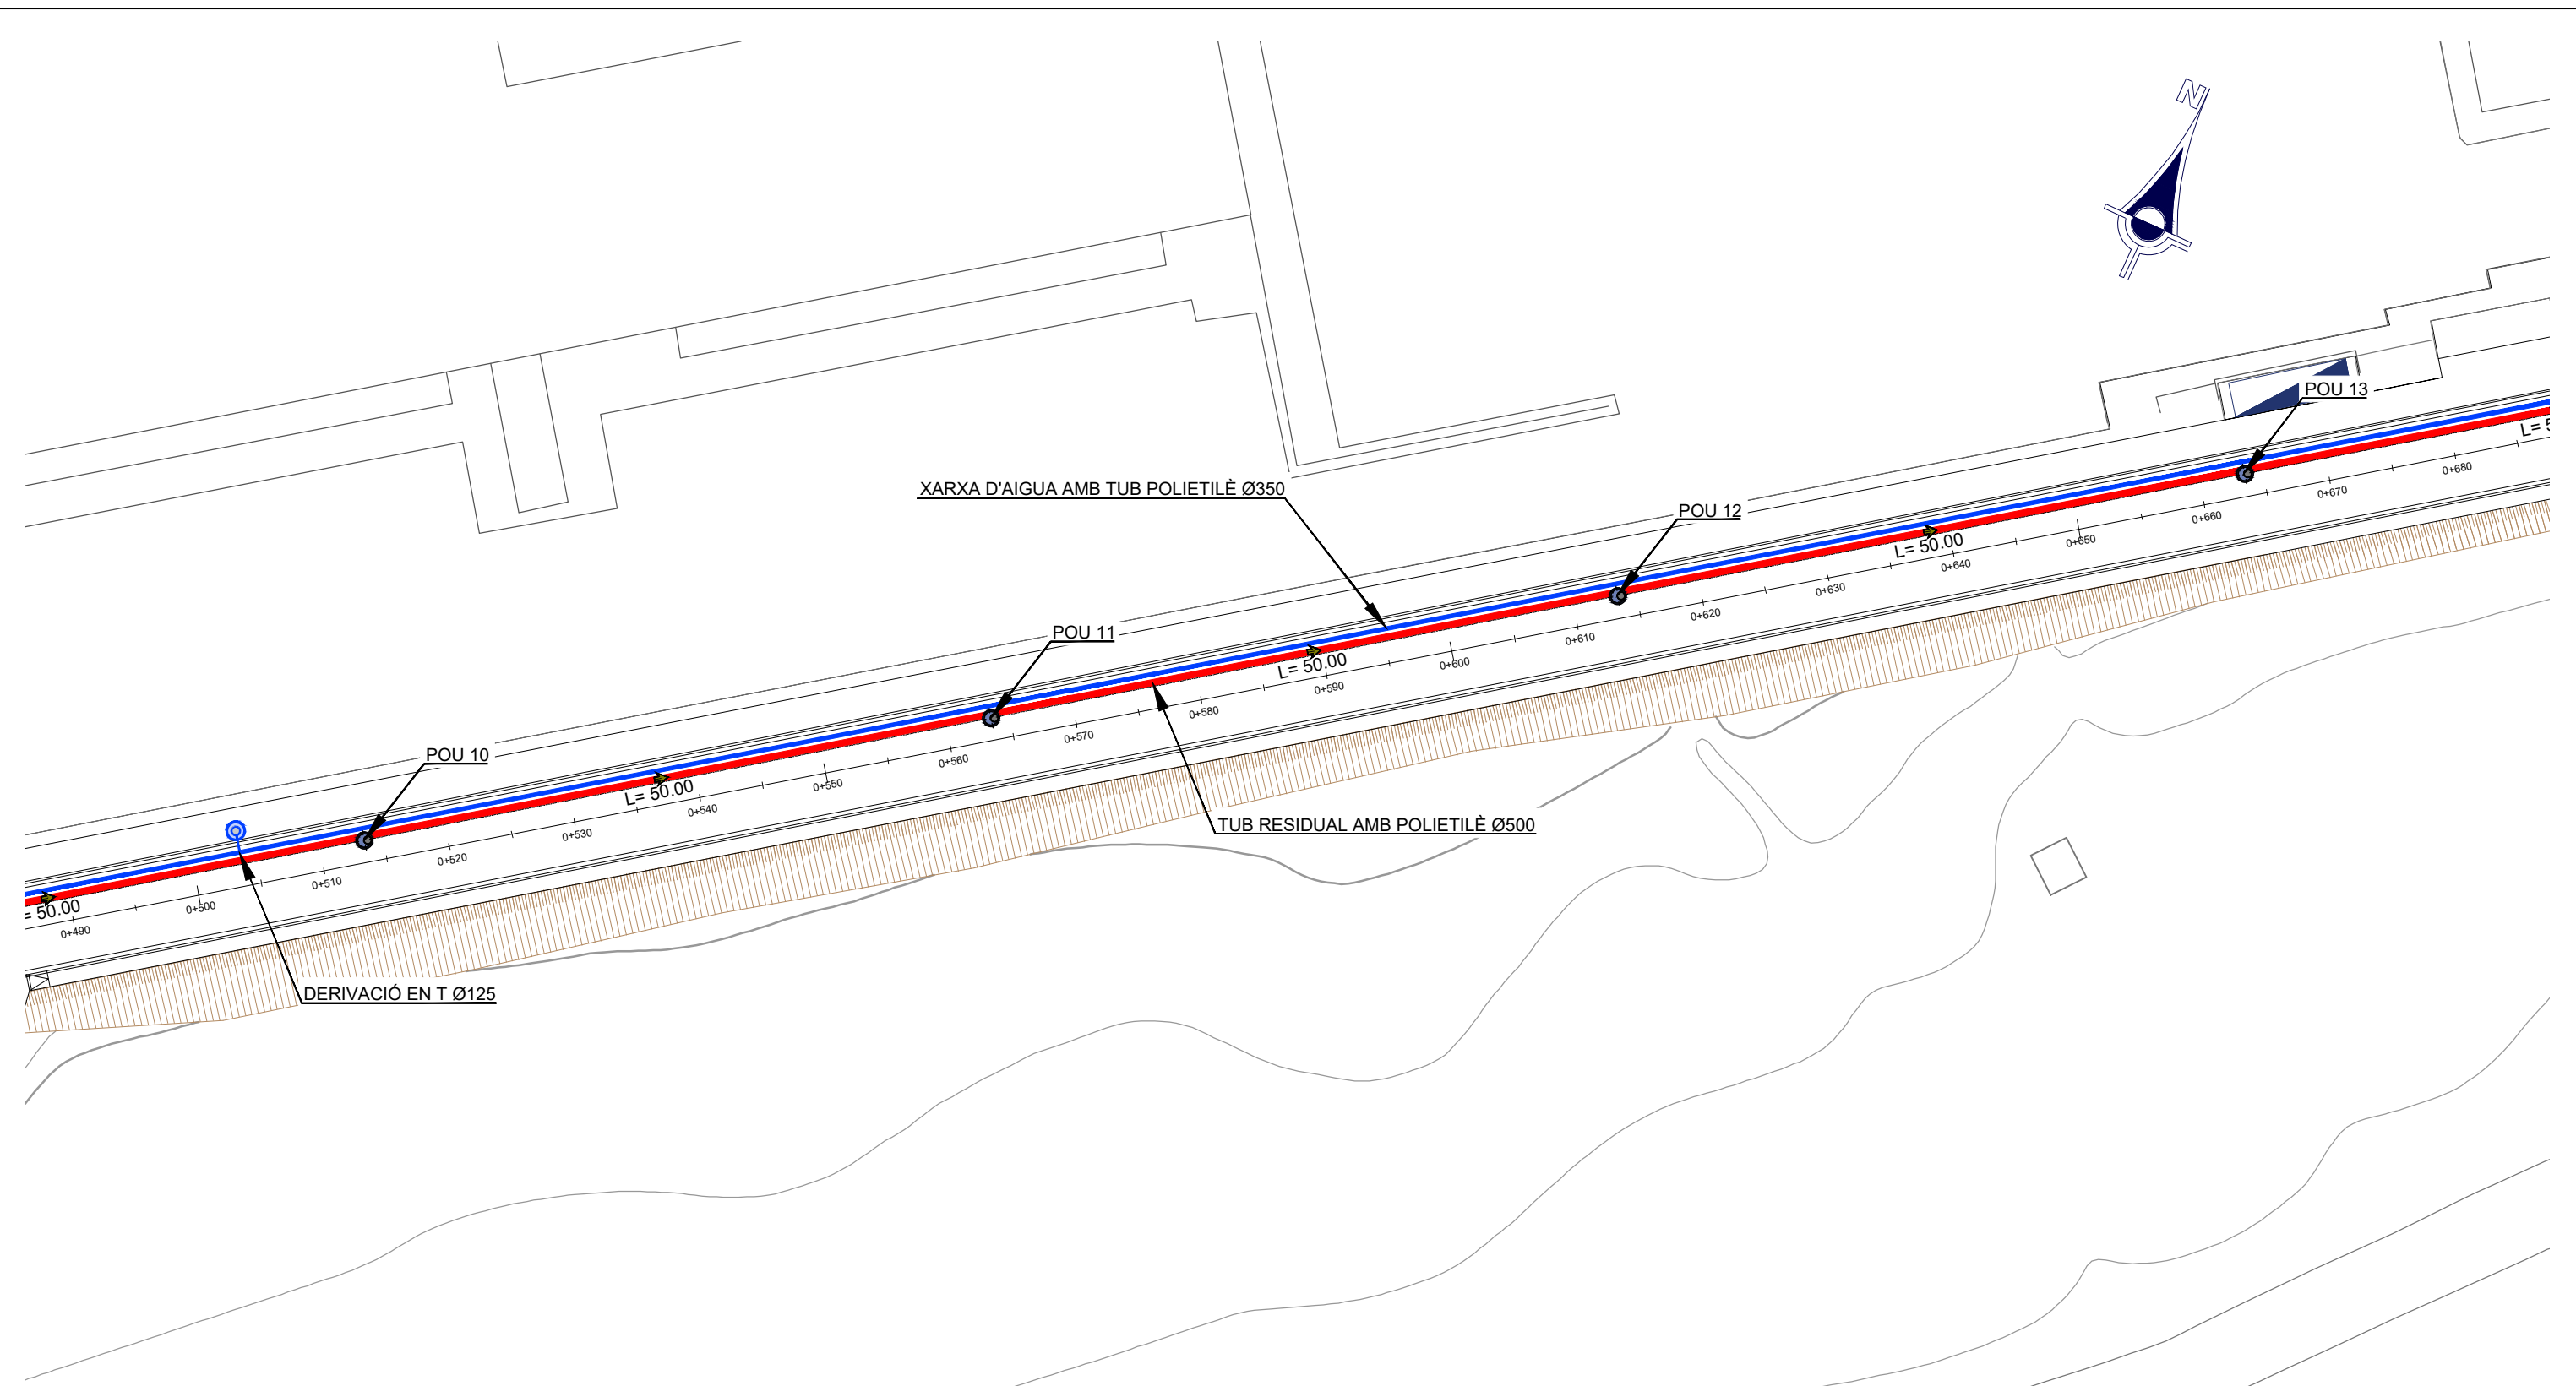 N
POU 13
L= 5
0+680
0+670
0+660
XARXA D'AIGUA AMB TUB POLIETILÈ Ø350
POU 12
L= 50.00
0+650
0+640
0+630
0+620
0+610
POU 11
L= 50.00
0+600
0+590
0+580
0+570
0+560
POU 10
L= 50.00
0+550
0+540
0+530
0+520
0+510
TUB RESIDUAL AMB POLIETILÈ Ø500
= 50.00
0+500
0+490
DERIVACIÓ EN T Ø125